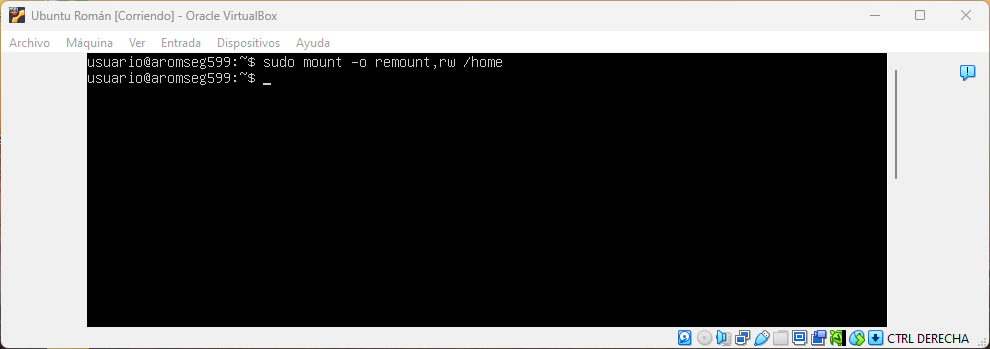 Ubuntu Román [Corriendo] - Oracle VirtualBox
Archivo Máquina Ver Entrada Dispositivos Ayuda
usuario@aromseg599:~$ sudo mount -o remount,rw /home
usuario@aromseg599:~$ _
CTRL DERECHA